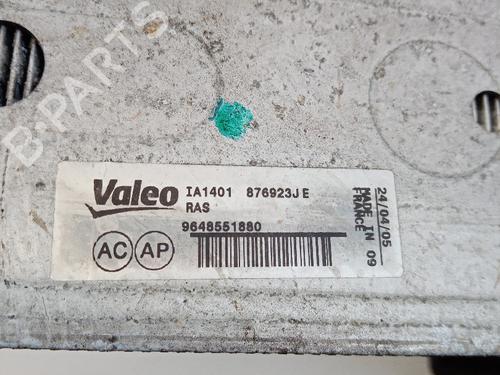 B-PARTS
Valeo
IA1401 876923J E
RAS
9648551880
AC AP
24/04/05
MADE IN 09
FRANCE